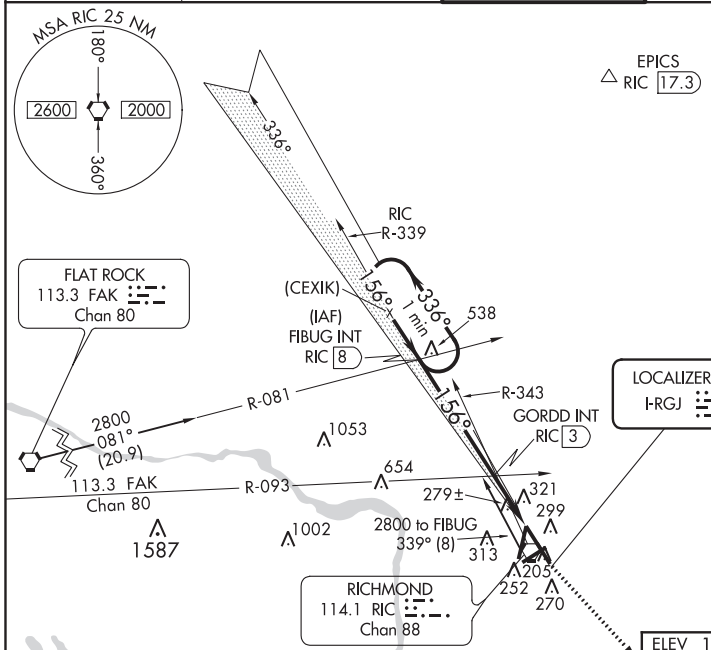 MSA RIC 25 NM
180°
2600
2000
360°
EPICS
RIC 17.3
336°
RIC
R-339
FLAT ROCK
113.3 FAK
Chan 80
(CEXIK)
156°
336°
1 min
538
(IAF)
FIBUG INT
RIC 8
R-081
2800
081°
(20.9)
R-343
156°
GORDD INT
RIC 3
LOCALIZER
I-RGJ
1053
654
113.3 FAK
Chan 80
R-093
279±
321
299
1587
1002
2800 to FIBUG
339° (8)
313
205
252
270
RICHMOND
114.1 RIC
Chan 88
ELEV 1